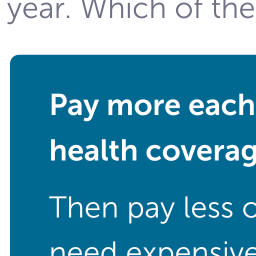 year. Which of the
Pay more each
health coverag
Then pay less
need expensive